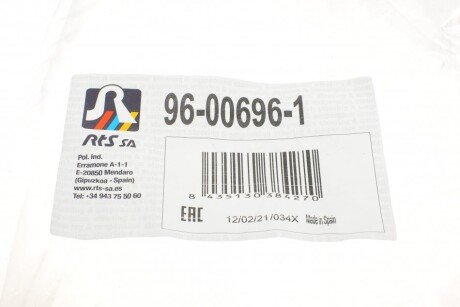 96-00696-1
RTS SA
Pol. Ind.
Erramone A-1-1
E-20850 Mendaro
(Gipuzkoa - Spain)
www.rts-sa.es
Tel: +34 943 75 50 60
8 435130 384270
EAC
12/02/21/034X
Made in Spain